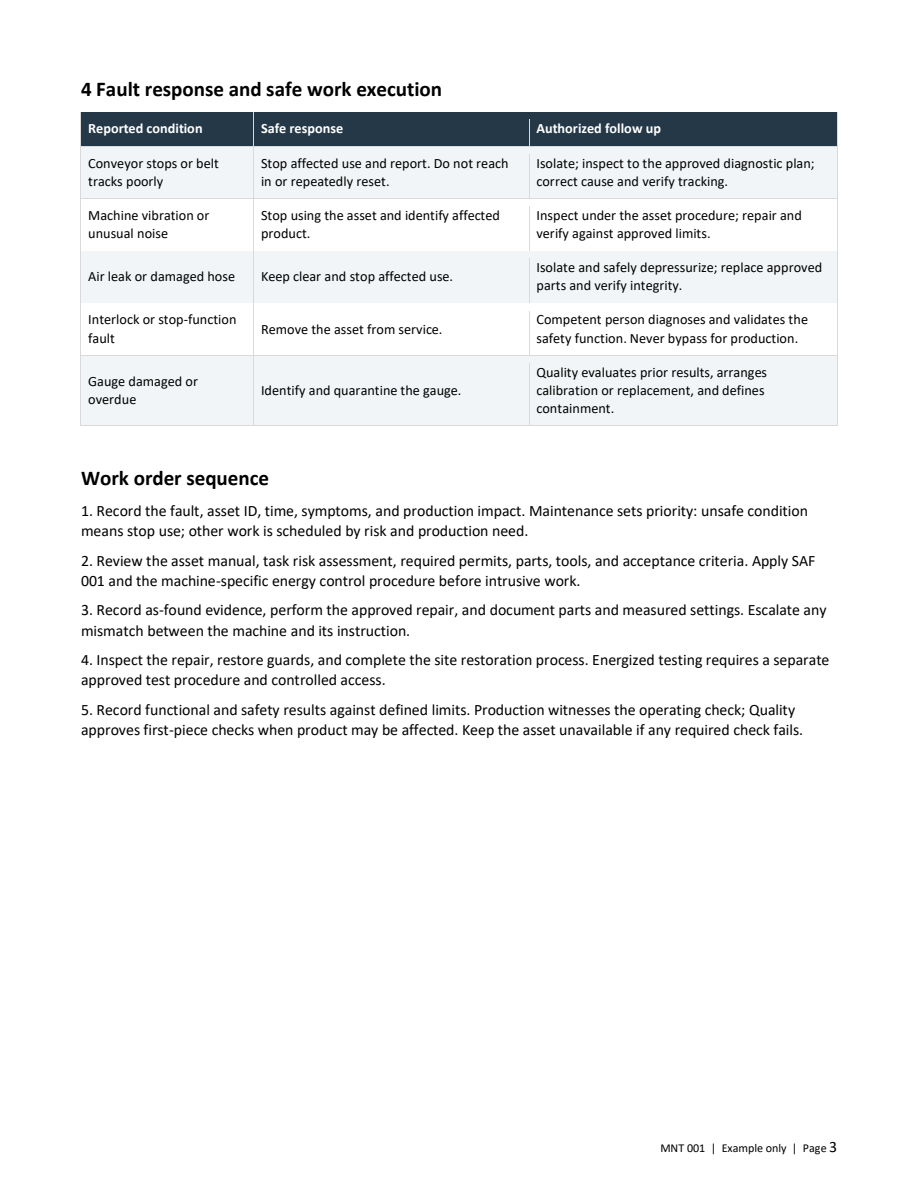 4 Fault response and safe work execution
Reported condition
Safe response
Authorized follow up
Conveyor stops or belt
tracks poorly
Stop affected use and report. Do not reach
in or repeatedly reset.
Isolate; inspect to the approved diagnostic plan;
correct cause and verify tracking.
Machine vibration or
unusual noise
Stop using the asset and identify affected
product.
Inspect under the asset procedure; repair and
verify against approved limits.
Air leak or damaged hose
Keep clear and stop affected use.
Isolate and safely depressurize; replace approved
parts and verify integrity.
Interlock or stop-function
fault
Remove the asset from service.
Competent person diagnoses and validates the
safety function. Never bypass for production.
Gauge damaged or
overdue
Identify and quarantine the gauge.
Quality evaluates prior results, arranges
calibration or replacement, and defines
containment.
Work order sequence
1. Record the fault, asset ID, time, symptoms, and production impact. Maintenance sets priority: unsafe condition
means stop use; other work is scheduled by risk and production need.
2. Review the asset manual, task risk assessment, required permits, parts, tools, and acceptance criteria. Apply SAF
001 and the machine-specific energy control procedure before intrusive work.
3. Record as-found evidence, perform the approved repair, and document parts and measured settings. Escalate any
mismatch between the machine and its instruction.
4. Inspect the repair, restore guards, and complete the site restoration process. Energized testing requires a separate
approved test procedure and controlled access.
5. Record functional and safety results against defined limits. Production witnesses the operating check; Quality
approves first-piece checks when product may be affected. Keep the asset unavailable if any required check fails.
MNT 001 | Example only | Page 3